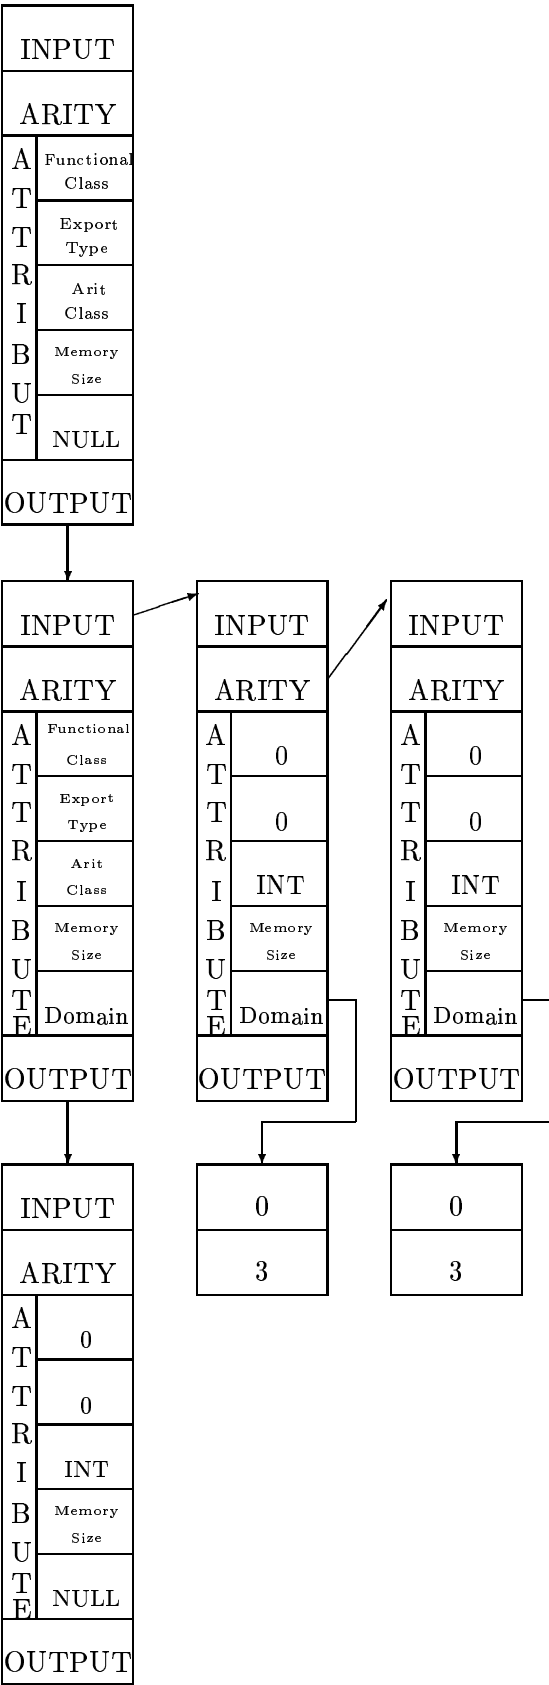 INPUT
ARITY
ATTRIBUT
Functional
Class
Export
Type
Arit
Class
Memory
Size
NULL
OUTPUT
INPUT
ARITY
ATTRIBUTE
Functional
Class
Export
Type
Arit
Class
Memory
Size
Domain
OUTPUT
INPUT
ARITY
ATTRIBUTE
0
0
INT
Memory
Size
Domain
OUTPUT
INPUT
ARITY
ATTRIBUTE
0
0
INT
Memory
Size
Domain
OUTPUT
INPUT
ARITY
ATTRIBUTE
0
0
INT
Memory
Size
NULL
OUTPUT
0
3
0
3